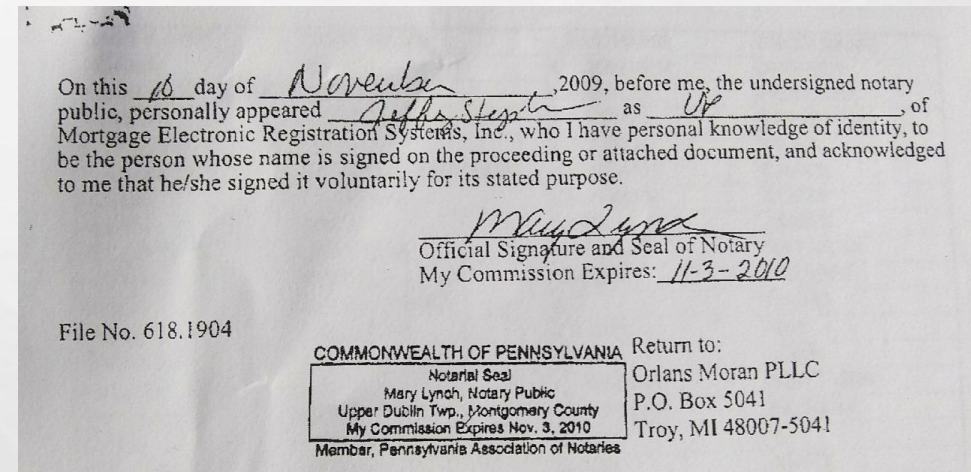 On this 16 day of November, 2009, before me, the undersigned notary
public, personally appeared Jeffrey Stephan as VP, of
Mortgage Electronic Registration Systems, Inc., who I have personal knowledge of identity, to
be the person whose name is signed on the proceeding or attached document, and acknowledged
to me that he/she signed it voluntarily for its stated purpose.
Mary Lynch
Official Signature and Seal of Notary
My Commission Expires: 11-3-2010
File No. 618.1904
COMMONWEALTH OF PENNSYLVANIA
Notarial Seal
Mary Lynch, Notary Public
Upper Dublin Twp., Montgomery County
My Commission Expires Nov. 3, 2010
Member, Pennsylvania Association of Notaries
Return to:
Orlans Moran PLLC
P.O. Box 5041
Troy, MI 48007-5041